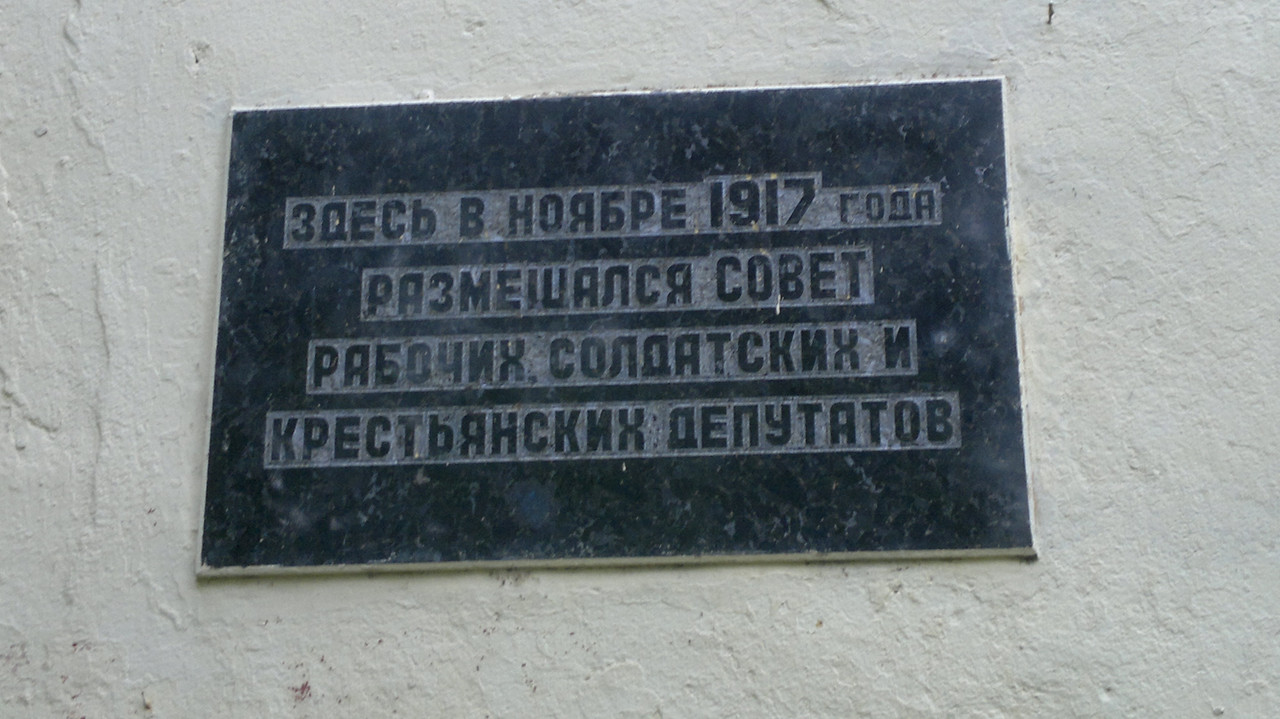 ЗДЕСЬ В НОЯБРЕ 1917 ГОДА
РАЗМЕЩАЛСЯ СОВЕТ
РАБОЧИХ, СОЛДАТСКИХ И
КРЕСТЬЯНСКИХ ДЕПУТАТОВ